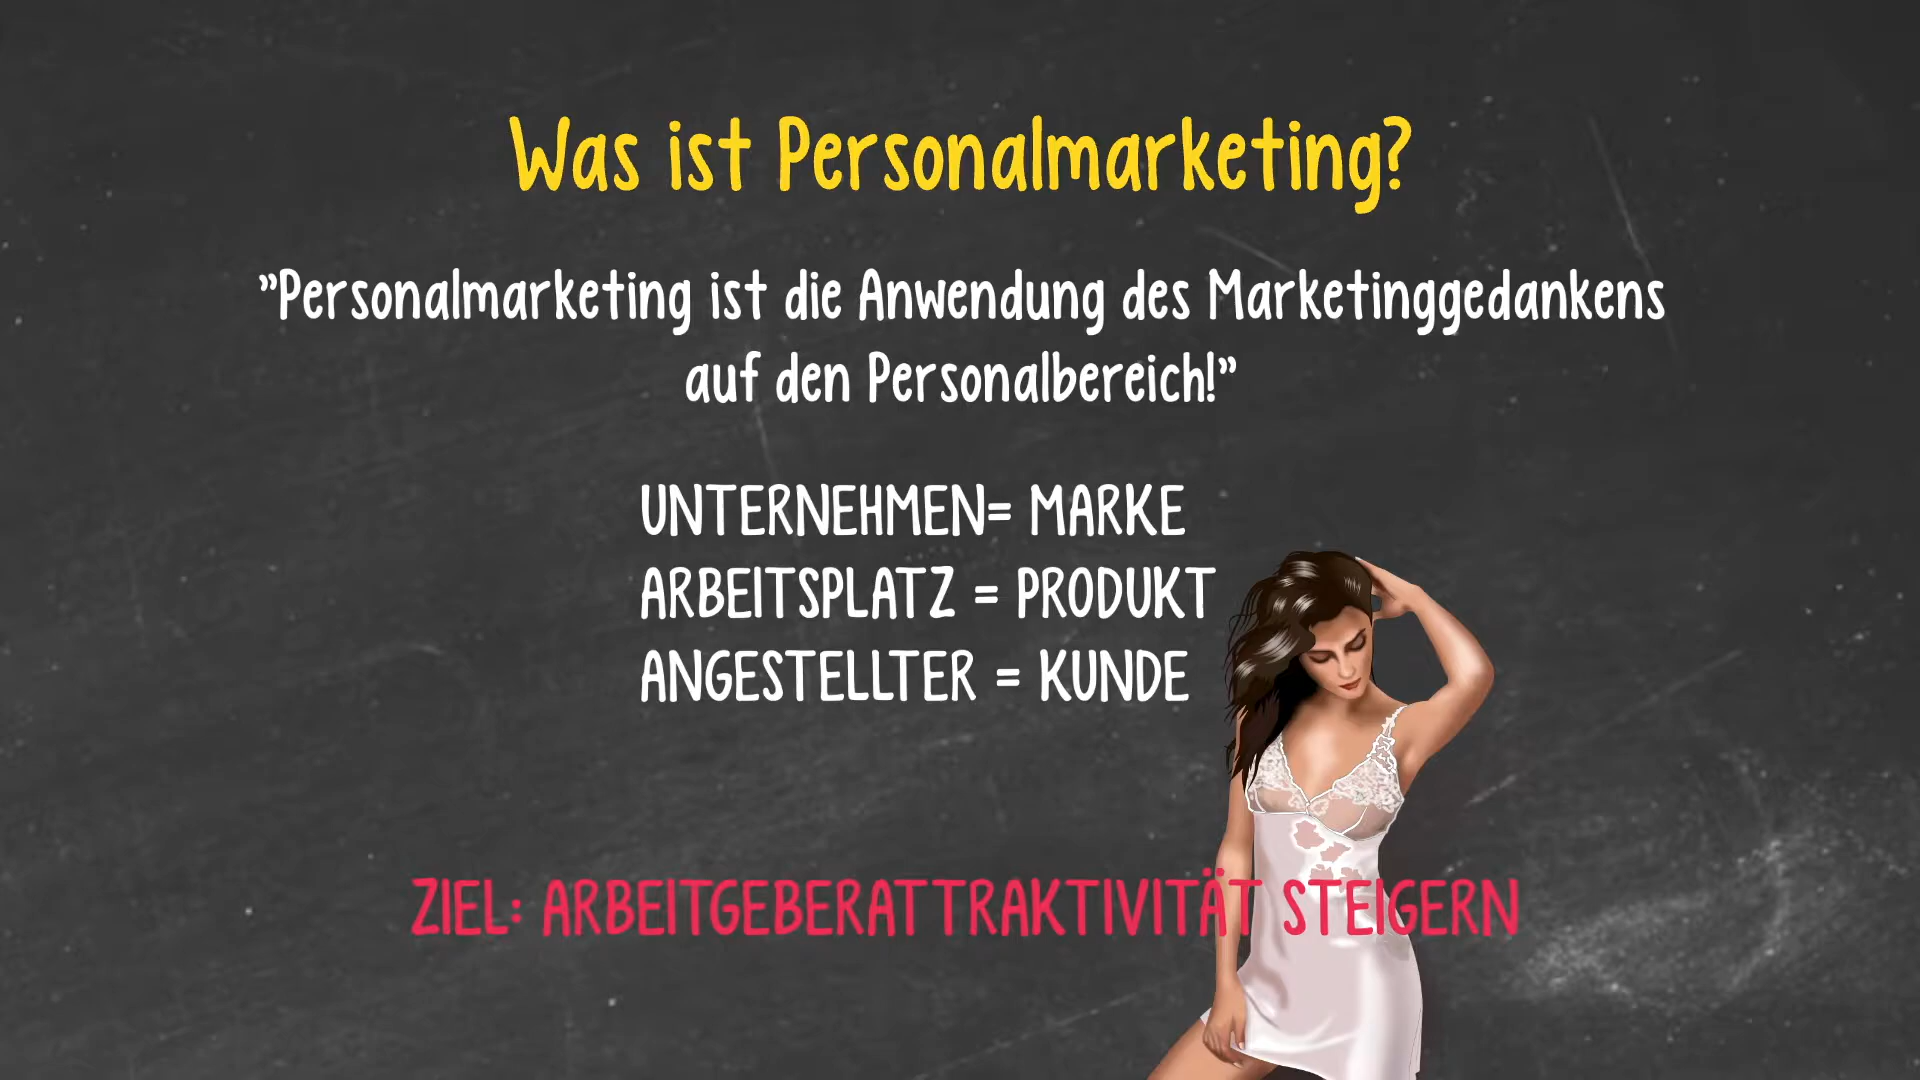 Was ist Personalmarketing?
"Personalmarketing ist die Anwendung des Marketinggedankens
auf den Personalbereich!"
UNTERNEHMEN= MARKE
ARBEITSPLATZ = PRODUKT
ANGESTELLTER = KUNDE
ZIEL: ARBEITGEBERATTRAKTIVITÄT STEIGERN